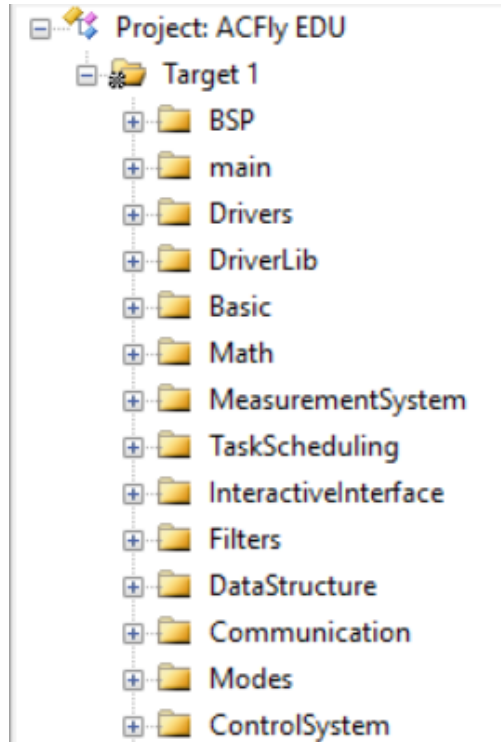 Project: ACFly EDU
Target 1
BSP
main
Drivers
DriverLib
Basic
Math
MeasurementSystem
TaskScheduling
InteractiveInterface
Filters
DataStructure
Communication
Modes
ControlSystem